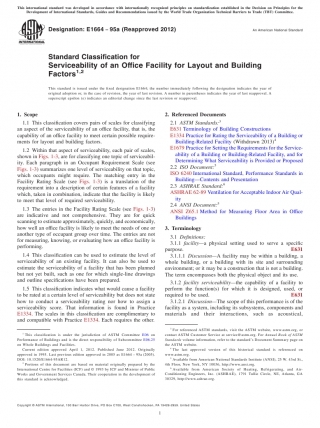 This international standard was developed in accordance with internationally recognized principles on standardization established in the Decision on Principles for the
Development of International Standards, Guides and Recommendations issued by the World Trade Organization Technical Barriers to Trade (TBT) Committee.
Designation: E1664 − 95a (Reapproved 2012)
An American National Standard
Standard Classification for
Serviceability of an Office Facility for Layout and Building
Factors1,2
This standard is issued under the fixed designation E1664; the number immediately following the designation indicates the year of
original adoption or, in the case of revision, the year of last revision. A number in parentheses indicates the year of last reapproval. A
superscript epsilon (´) indicates an editorial change since the last revision or reapproval.
1. Scope
1.1 This classification covers pairs of scales for classifying
an aspect of the serviceability of an office facility, that is, the
capability of an office facility to meet certain possible require-
ments for layout and building factors.
1.2 Within that aspect of serviceability, each pair of scales,
shown in Figs. 1-3, are for classifying one topic of serviceabil-
ity. Each paragraph in an Occupant Requirement Scale (see
Figs. 1-3) summarizes one level of serviceability on that topic,
which occupants might require. The matching entry in the
Facility Rating Scale (see Figs. 1-3) is a translation of the
requirement into a description of certain features of a facility
which, taken in combination, indicate that the facility is likely
to meet that level of required serviceability.
1.3 The entries in the Facility Rating Scale (see Figs. 1-3)
are indicative and not comprehensive. They are for quick
scanning to estimate approximately, quickly, and economically,
how well an office facility is likely to meet the needs of one or
another type of occupant group over time. The entries are not
for measuring, knowing, or evaluating how an office facility is
performing.
1.4 This classification can be used to estimate the level of
serviceability of an existing facility. It can also be used to
estimate the serviceability of a facility that has been planned
but not yet built, such as one for which single-line drawings
and outline specifications have been prepared.
1.5 This classification indicates what would cause a facility
to be rated at a certain level of serviceability but does not state
how to conduct a serviceability rating nor how to assign a
serviceability score. That information is found in Practice
E1334. The scales in this classification are complimentary to
and compatible with Practice E1334. Each requires the other.
1 This classification is under the jurisdiction of ASTM Committee E06 on
Performance of Buildings and is the direct responsibility of Subcommittee E06.25
on Whole Buildings and Facilities.
Current edition approved April 1, 2012. Published June 2012. Originally
approved in 1995. Last previous edition approved in 2005 as E1664 – 95a (2005).
DOI: 10.1520/E1664-95AR12.
2 Portions of this document are based on material originally prepared by the
International Centre for Facilities (ICF) and © 1993 by ICF and Minister of Public
Works and Government Services Canada. Their cooperation in the development of
this standard is acknowledged.
2. Referenced Documents
2.1 ASTM Standards:3
E631 Terminology of Building Constructions
E1334 Practice for Rating the Serviceability of a Building or
Building-Related Facility (Withdrawn 2013)4
E1679 Practice for Setting the Requirements for the Service-
ability of a Building or Building-Related Facility, and for
Determining What Serviceability is Provided or Proposed
2.2 ISO Document:5
ISO 6240 International Standard, Performance Standards in
Building—Contents and Presentation
2.3 ASHRAE Standard:6
ASHRAE 62-89 Ventilation for Acceptable Indoor Air Qual-
ity
2.4 ANSI Document:5
ANSI Z65.1 Method for Measuring Floor Area in Office
Buildings
3. Terminology
3.1 Definitions:
3.1.1 facility—a physical setting used to serve a specific
purpose. E631
3.1.1.1 Discussion—A facility may be within a building, a
whole building, or a building with its site and surrounding
environment; or it may be a construction that is not a building.
The term encompasses both the physical object and its use.
3.1.2 facility serviceability—the capability of a facility to
perform the function(s) for which it is designed, used, or
required to be used. E631
3.1.2.1 Discussion—The scope of this performance is of the
facility as a system, including its subsystems, components and
materials and their interactions, such as acoustical,
3 For referenced ASTM standards, visit the ASTM website, www.astm.org, or
contact ASTM Customer Service at service@astm.org. For Annual Book of ASTM
Standards volume information, refer to the standard's Document Summary page on
the ASTM website.
4 The last approved version of this historical standard is referenced on
www.astm.org.
5 Available from American National Standards Institute (ANSI), 25 W. 43rd St.,
4th Floor, New York, NY 10036, http://www.ansi.org.
6 Available from American Society of Heating, Refrigerating, and Air-
Conditioning Engineers, Inc. (ASHRAE), 1791 Tullie Circle, NE, Atlanta, GA
30329, http://www.ashrae.org.
Copyright © ASTM International, 100 Barr Harbor Drive, PO Box C700, West Conshohocken, PA 19428-2959. United States
1